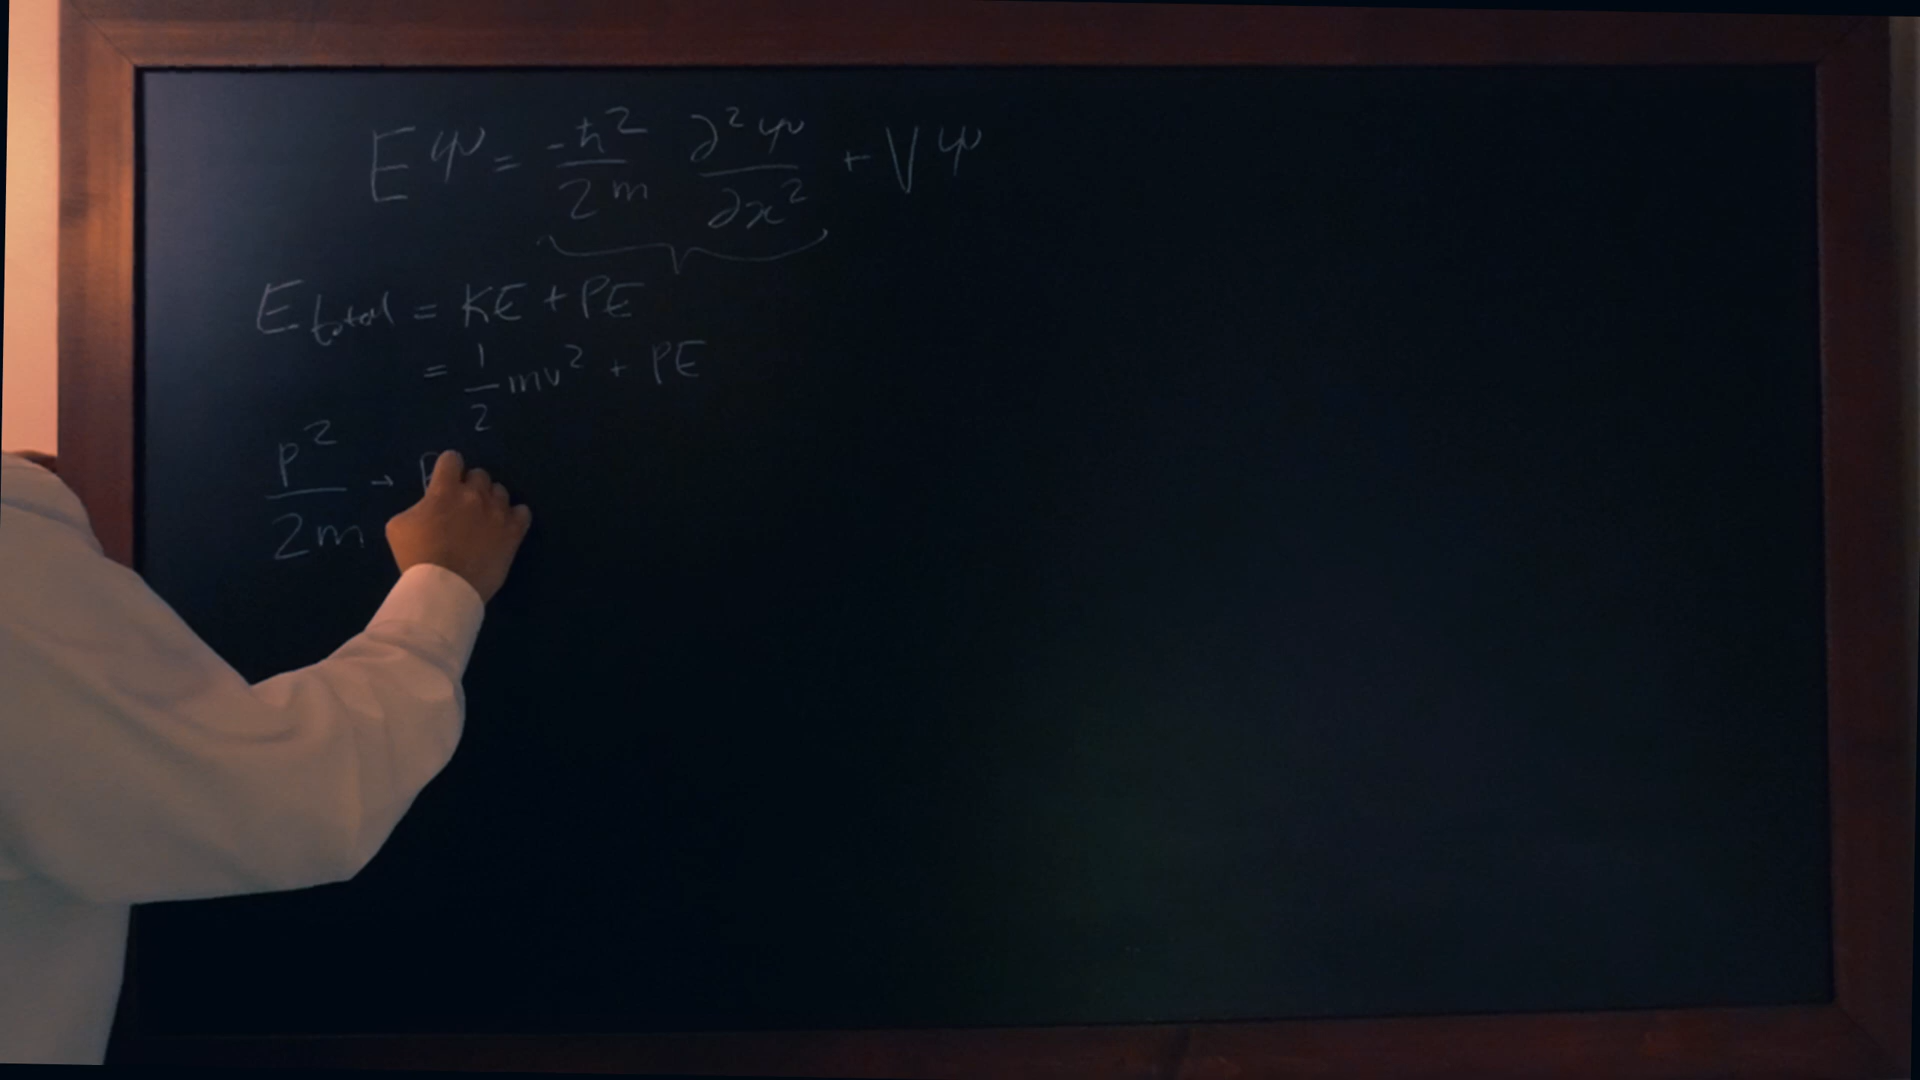 Eψ = -ħ²/2m ∂²ψ/∂x² + Vψ
E total = KE + PE
= 1/2 mv² + PE
p²/2m →